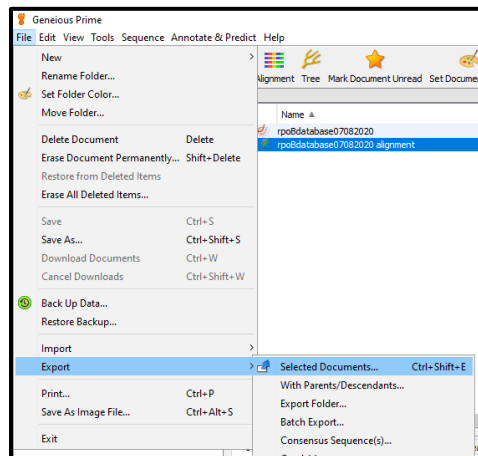 Geneious Prime
File Edit View Tools Sequence Annotate & Predict Help
New
Rename Folder...
Set Folder Color...
Move Folder...
Delete Document Delete
Erase Document Permanently... Shift+Delete
Restore from Deleted Items
Erase All Deleted Items...
Save Ctrl+S
Save As... Ctrl+Shift+S
Download Documents Ctrl+W
Cancel Downloads Ctrl+Shift+W
Back Up Data...
Restore Backup...
Import
Export
Print... Ctrl+P
Save As Image File... Ctrl+Alt+S
Exit
Alignment Tree Mark Document Unread Set Docume
Name
rpoBdatabase07082020
rpoBdatabase07082020 alignment
Selected Documents... Ctrl+Shift+E
With Parents/Descendants...
Export Folder...
Batch Export...
Consensus Sequence(s)...